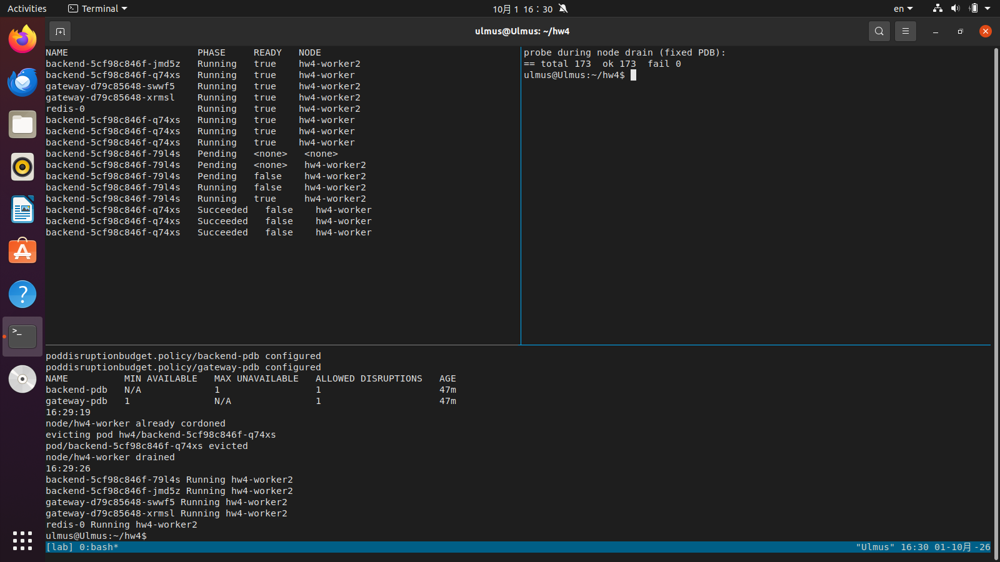 Activities
Terminal
10月 1 16：30
en
ulmus@Ulmus: ~/hw4
NAME                       PHASE     READY   NODE
backend-5cf98c846f-jmd5z   Running   true    hw4-worker2
backend-5cf98c846f-q74xs   Running   true    hw4-worker
gateway-d79c85648-swwf5    Running   true    hw4-worker2
gateway-d79c85648-xrmsl    Running   true    hw4-worker2
redis-0                    Running   true    hw4-worker2
backend-5cf98c846f-q74xs   Running   true    hw4-worker
backend-5cf98c846f-q74xs   Running   true    hw4-worker
backend-5cf98c846f-q74xs   Running   true    hw4-worker
backend-5cf98c846f-79l4s   Pending   <none>   <none>
backend-5cf98c846f-79l4s   Pending   <none>   hw4-worker2
backend-5cf98c846f-79l4s   Pending   false    hw4-worker2
backend-5cf98c846f-79l4s   Running   false    hw4-worker2
backend-5cf98c846f-79l4s   Running   true     hw4-worker2
backend-5cf98c846f-q74xs   Succeeded   false    hw4-worker
backend-5cf98c846f-q74xs   Succeeded   false    hw4-worker
backend-5cf98c846f-q74xs   Succeeded   false    hw4-worker
probe during node drain (fixed PDB):
== total 173  ok 173  fail 0
ulmus@Ulmus:~/hw4$
poddisruptionbudget.policy/backend-pdb configured
poddisruptionbudget.policy/gateway-pdb configured
NAME          MIN AVAILABLE   MAX UNAVAILABLE   ALLOWED DISRUPTIONS   AGE
backend-pdb   N/A             1                 1                     47m
gateway-pdb   1               N/A               1                     47m
16:29:19
node/hw4-worker already cordoned
evicting pod hw4/backend-5cf98c846f-q74xs
pod/backend-5cf98c846f-q74xs evicted
node/hw4-worker drained
16:29:26
backend-5cf98c846f-79l4s Running hw4-worker2
backend-5cf98c846f-jmd5z Running hw4-worker2
gateway-d79c85648-swwf5 Running hw4-worker2
gateway-d79c85648-xrmsl Running hw4-worker2
redis-0 Running hw4-worker2
ulmus@Ulmus:~/hw4$
[lab] 0:bash*
"Ulmus" 16:30 01-10月-26